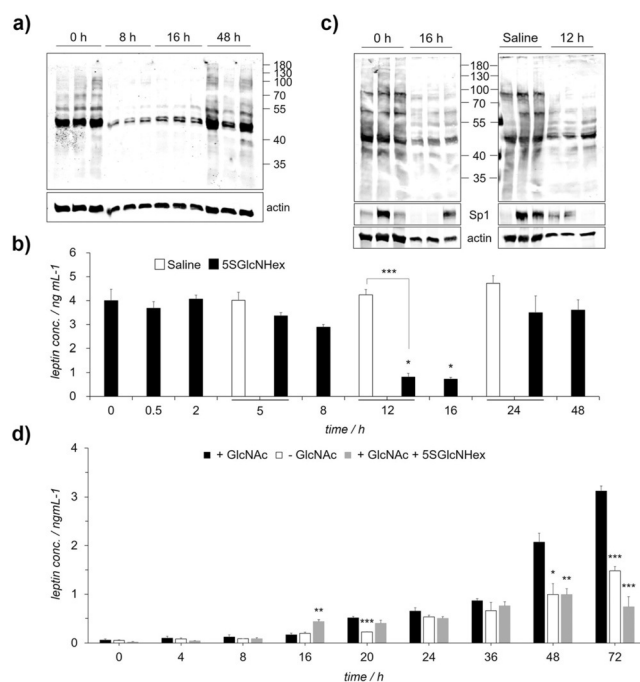 a)
0 h 8 h 16 h 48 h
180
130
100
70
55
40
35
actin
c)
0 h 16 h Saline 12 h
180
130
100
70
55
40
35
Sp1
actin
b)
Saline 5SGlcNHex
leptin conc. / ng mL-1
6
5
4
3
2
1
0
***
* *
0 0.5 2 5 8 12 16 24 48
time / h
d)
+ GlcNAc - GlcNAc + GlcNAc + 5SGlcNHex
leptin conc. / ngmL-1
4
3
2
1
0
** *** * ** *** ***
0 4 8 16 20 24 36 48 72
time / h